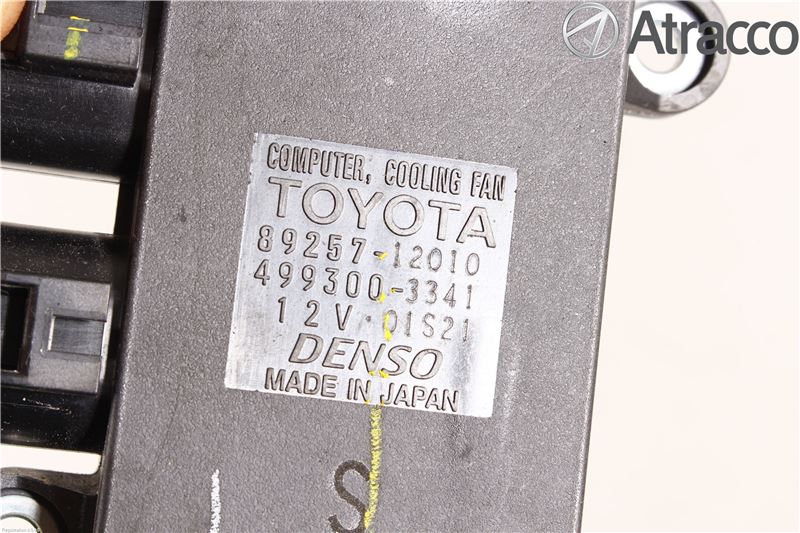 Atracco
COMPUTER, COOLING FAN
TOYOTA
89257-12010
499300-3341
12V 01S21
DENSO
MADE IN JAPAN
S